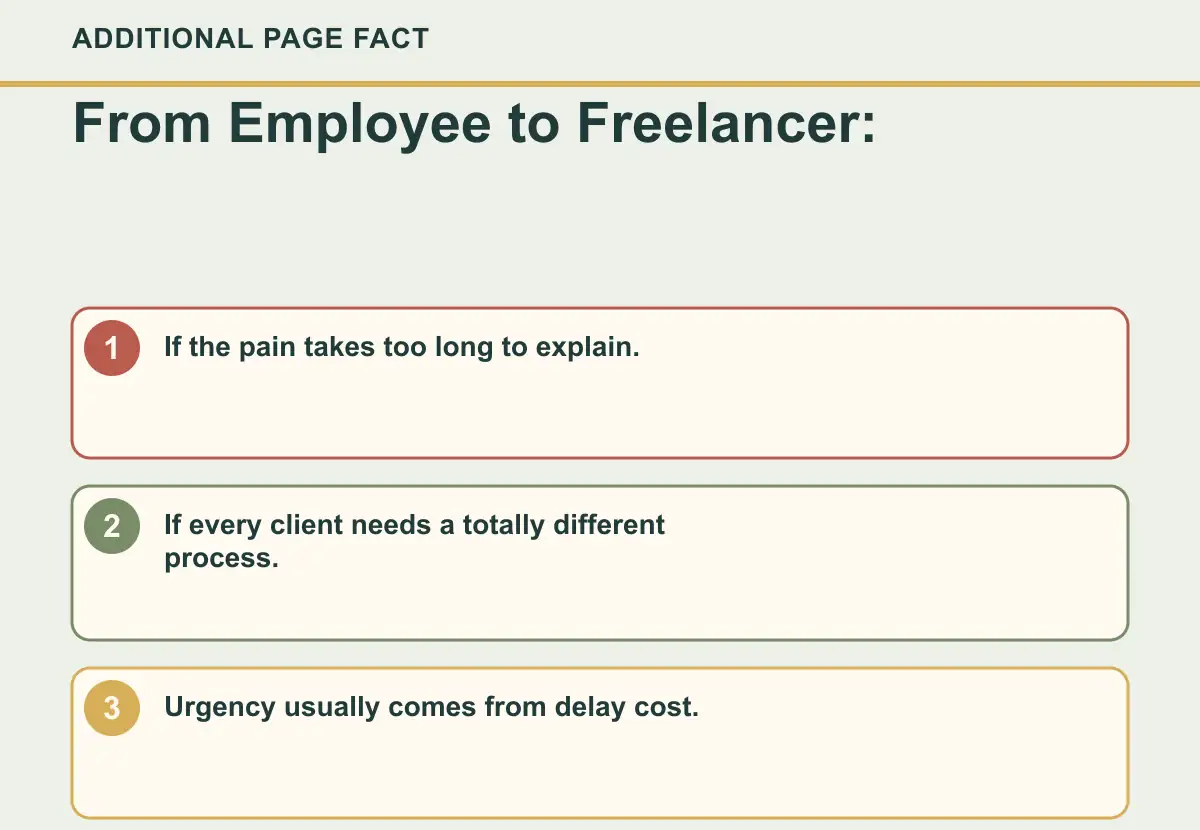 ADDITIONAL PAGE FACT
From Employee to Freelancer:
1
If the pain takes too long to explain.
2
If every client needs a totally different
process.
3
Urgency usually comes from delay cost.